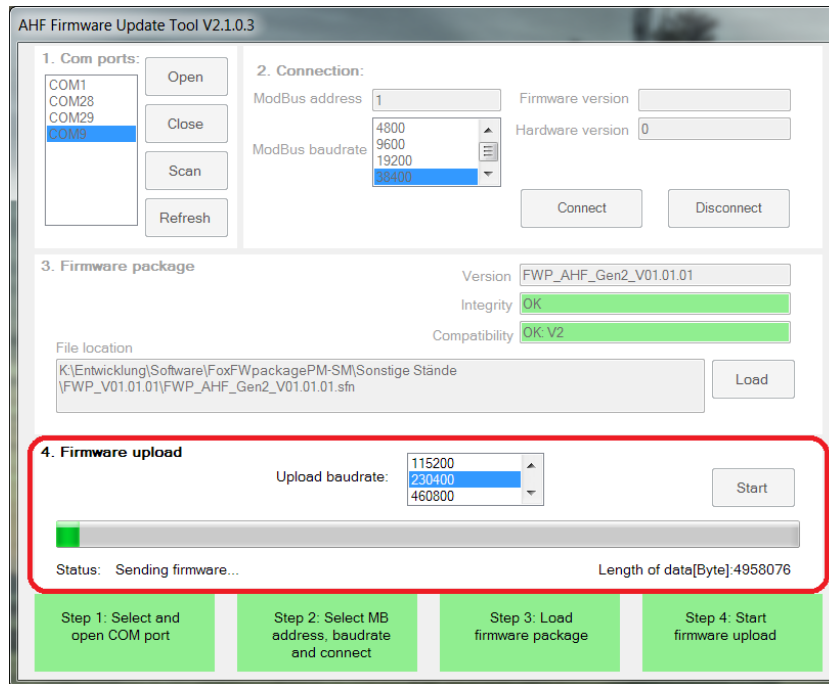 AHF Firmware Update Tool V2.1.0.3
1. Com ports:
COM1
COM28
COM29
COM9
Open
Close
Scan
Refresh
2. Connection:
ModBus address 1
ModBus baudrate
4800
9600
19200
38400
Firmware version
Hardware version 0
Connect
Disconnect
3. Firmware package
Version FWP_AHF_Gen2_V01.01.01
Integrity OK
Compatibility OK: V2
File location
K:\Entwicklung\Software\FoxFWpackagePM-SM\Sonstige Stände
\FWP_V01.01.01\FWP_AHF_Gen2_V01.01.01.sfn
Load
4. Firmware upload
Upload baudrate:
115200
230400
460800
Start
Status: Sending firmware...
Length of data[Byte]:4958076
Step 1: Select and
open COM port
Step 2: Select MB
address, baudrate
and connect
Step 3: Load
firmware package
Step 4: Start
firmware upload